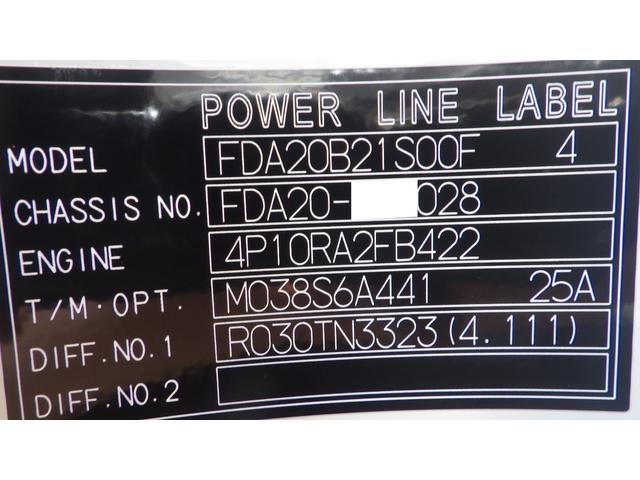 POWER LINE LABEL
MODEL FDA20B21S00F 4
CHASSIS NO. FDA20- 028
ENGINE 4P10RA2FB422
T/M·OPT. M038S6A441 25A
DIFF.NO.1 R030TN3323(4.111)
DIFF.NO.2